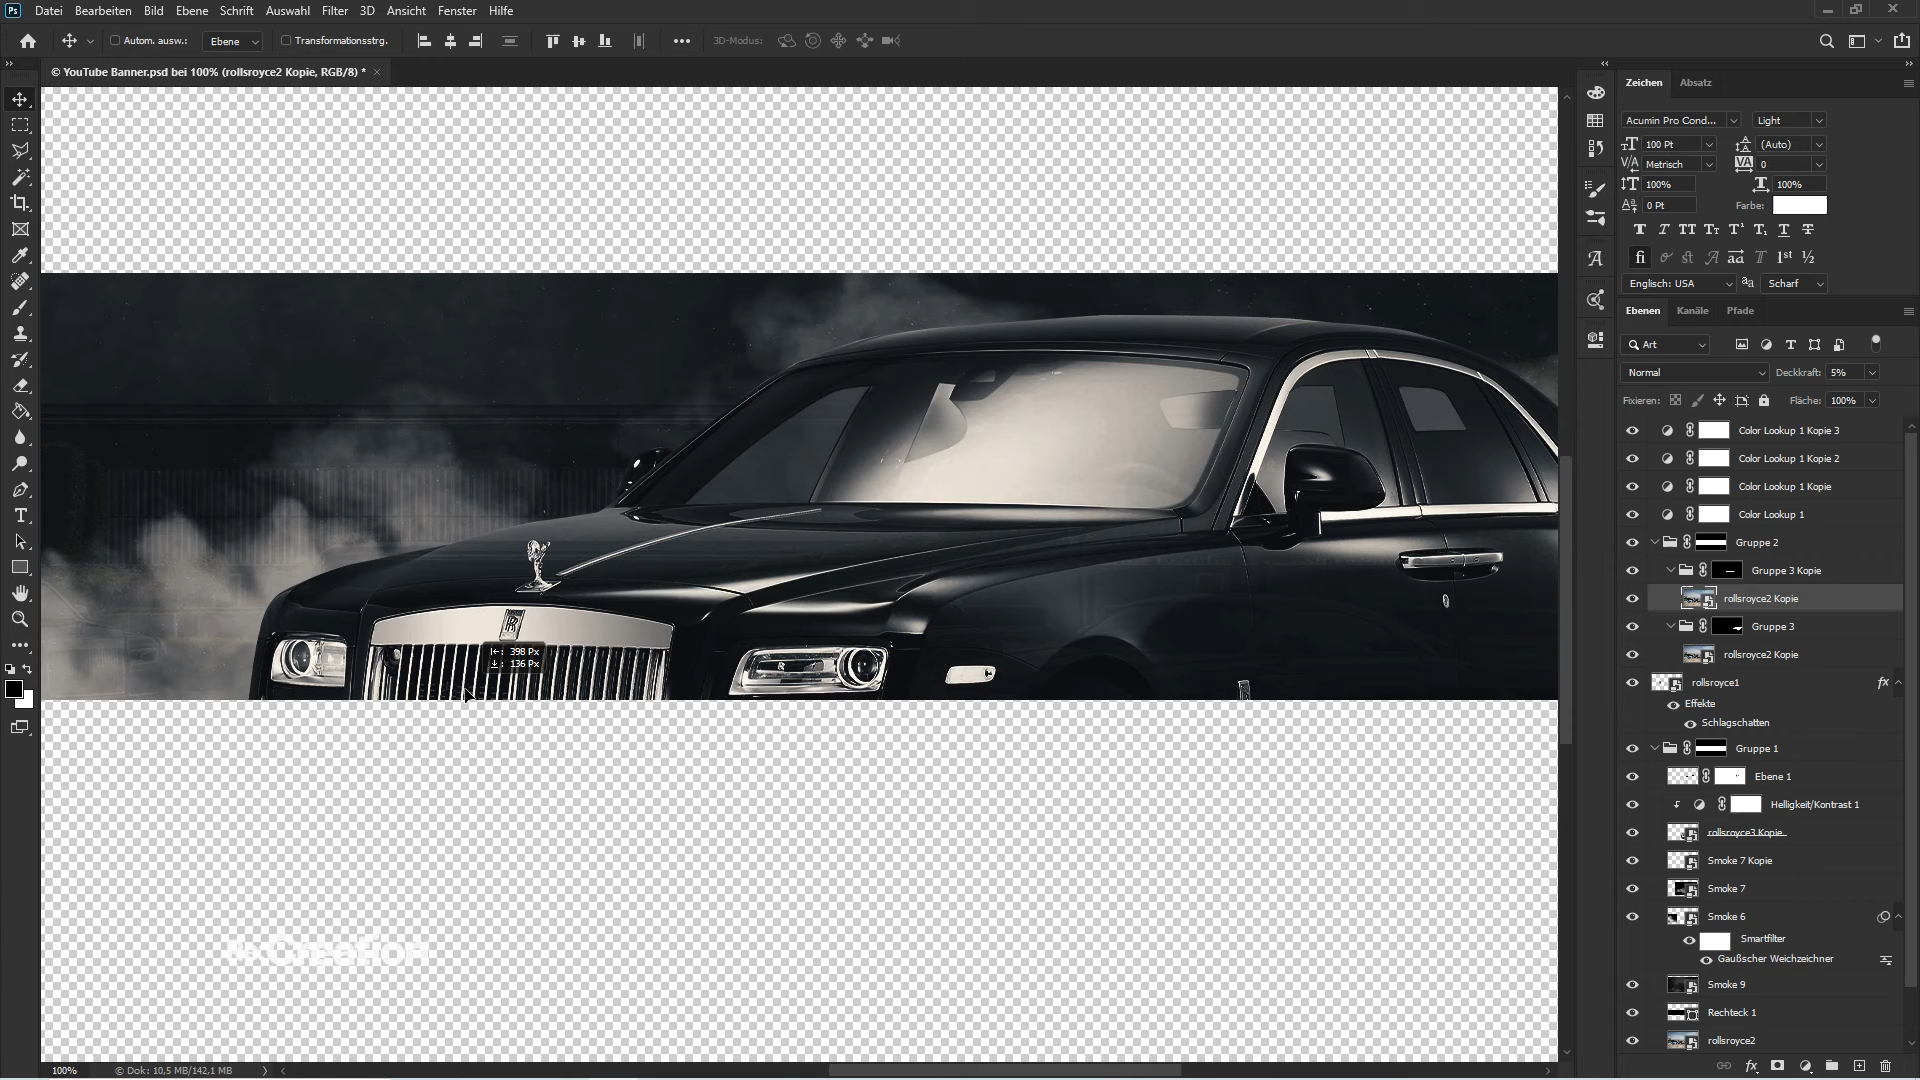 Ps Datei Bearbeiten Bild Ebene Schrift Auswahl Filter 3D Ansicht Fenster Hilfe
Autom. ausw.: Ebene Transformationsstrg. 3D-Modus:
© YouTube Banner.psd bei 100% (rollsroyce2 Kopie, RGB/8) *
Zeichen Absatz
Acumin Pro Cond... Light
100 Pt (Auto)
Metrisch 0
100% 100%
0 Pt Farbe:
Englisch: USA Scharf
Ebenen Kanäle Pfade
Art
Normal Deckkraft: 5%
Fixieren: Fläche: 100%
Color Lookup 1 Kopie 3
Color Lookup 1 Kopie 2
Color Lookup 1 Kopie
Color Lookup 1
Gruppe 2
Gruppe 3 Kopie
rollsroyce2 Kopie
Gruppe 3
rollsroyce2 Kopie
rollsroyce1 fx
Effekte
Schlagschatten
Gruppe 1
Ebene 1
Helligkeit/Kontrast 1
rollsroyce3 Kopie
Smoke 7 Kopie
Smoke 7
Smoke 6
Smartfilter
Gaußscher Weichzeichner
Smoke 9
Rechteck 1
rollsroyce2
398 Px
136 Px
100% © Dok: 10,5 MB/142,1 MB